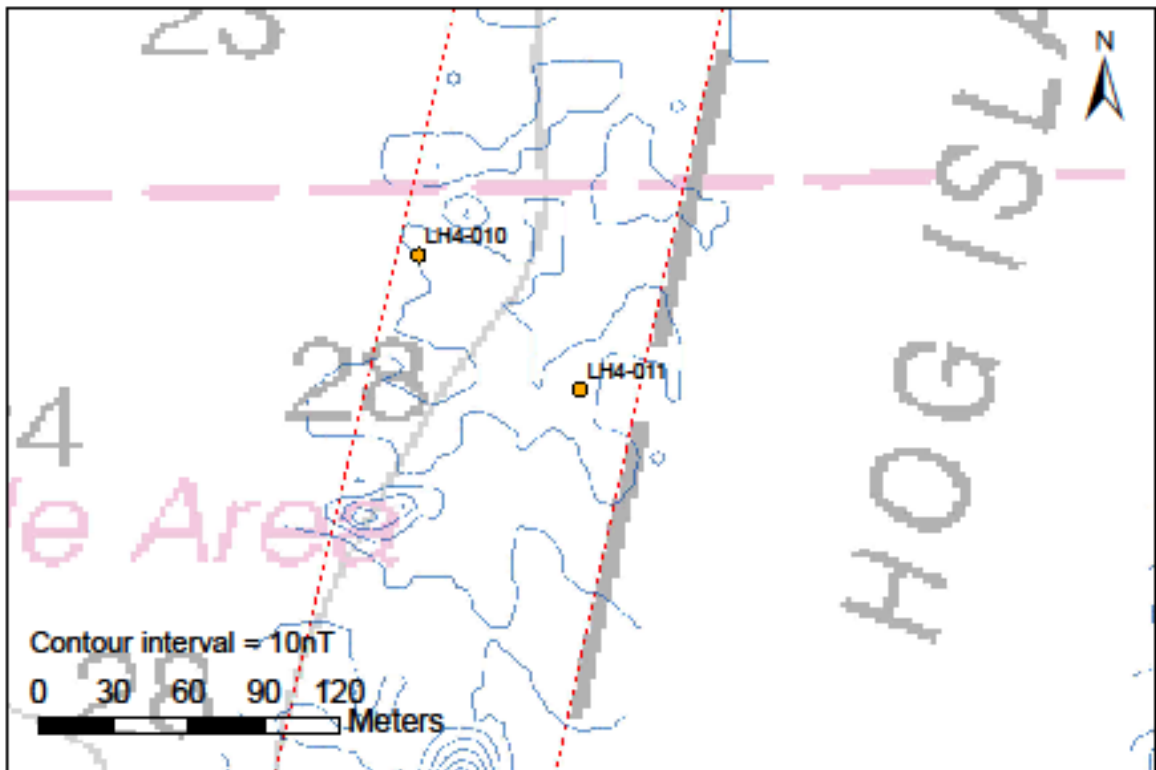 23
N
HOG ISLA
LH4-010
LH4-011
28
4
fe Area
Contour interval = 10nT
28
0 30 60 90 120
Meters